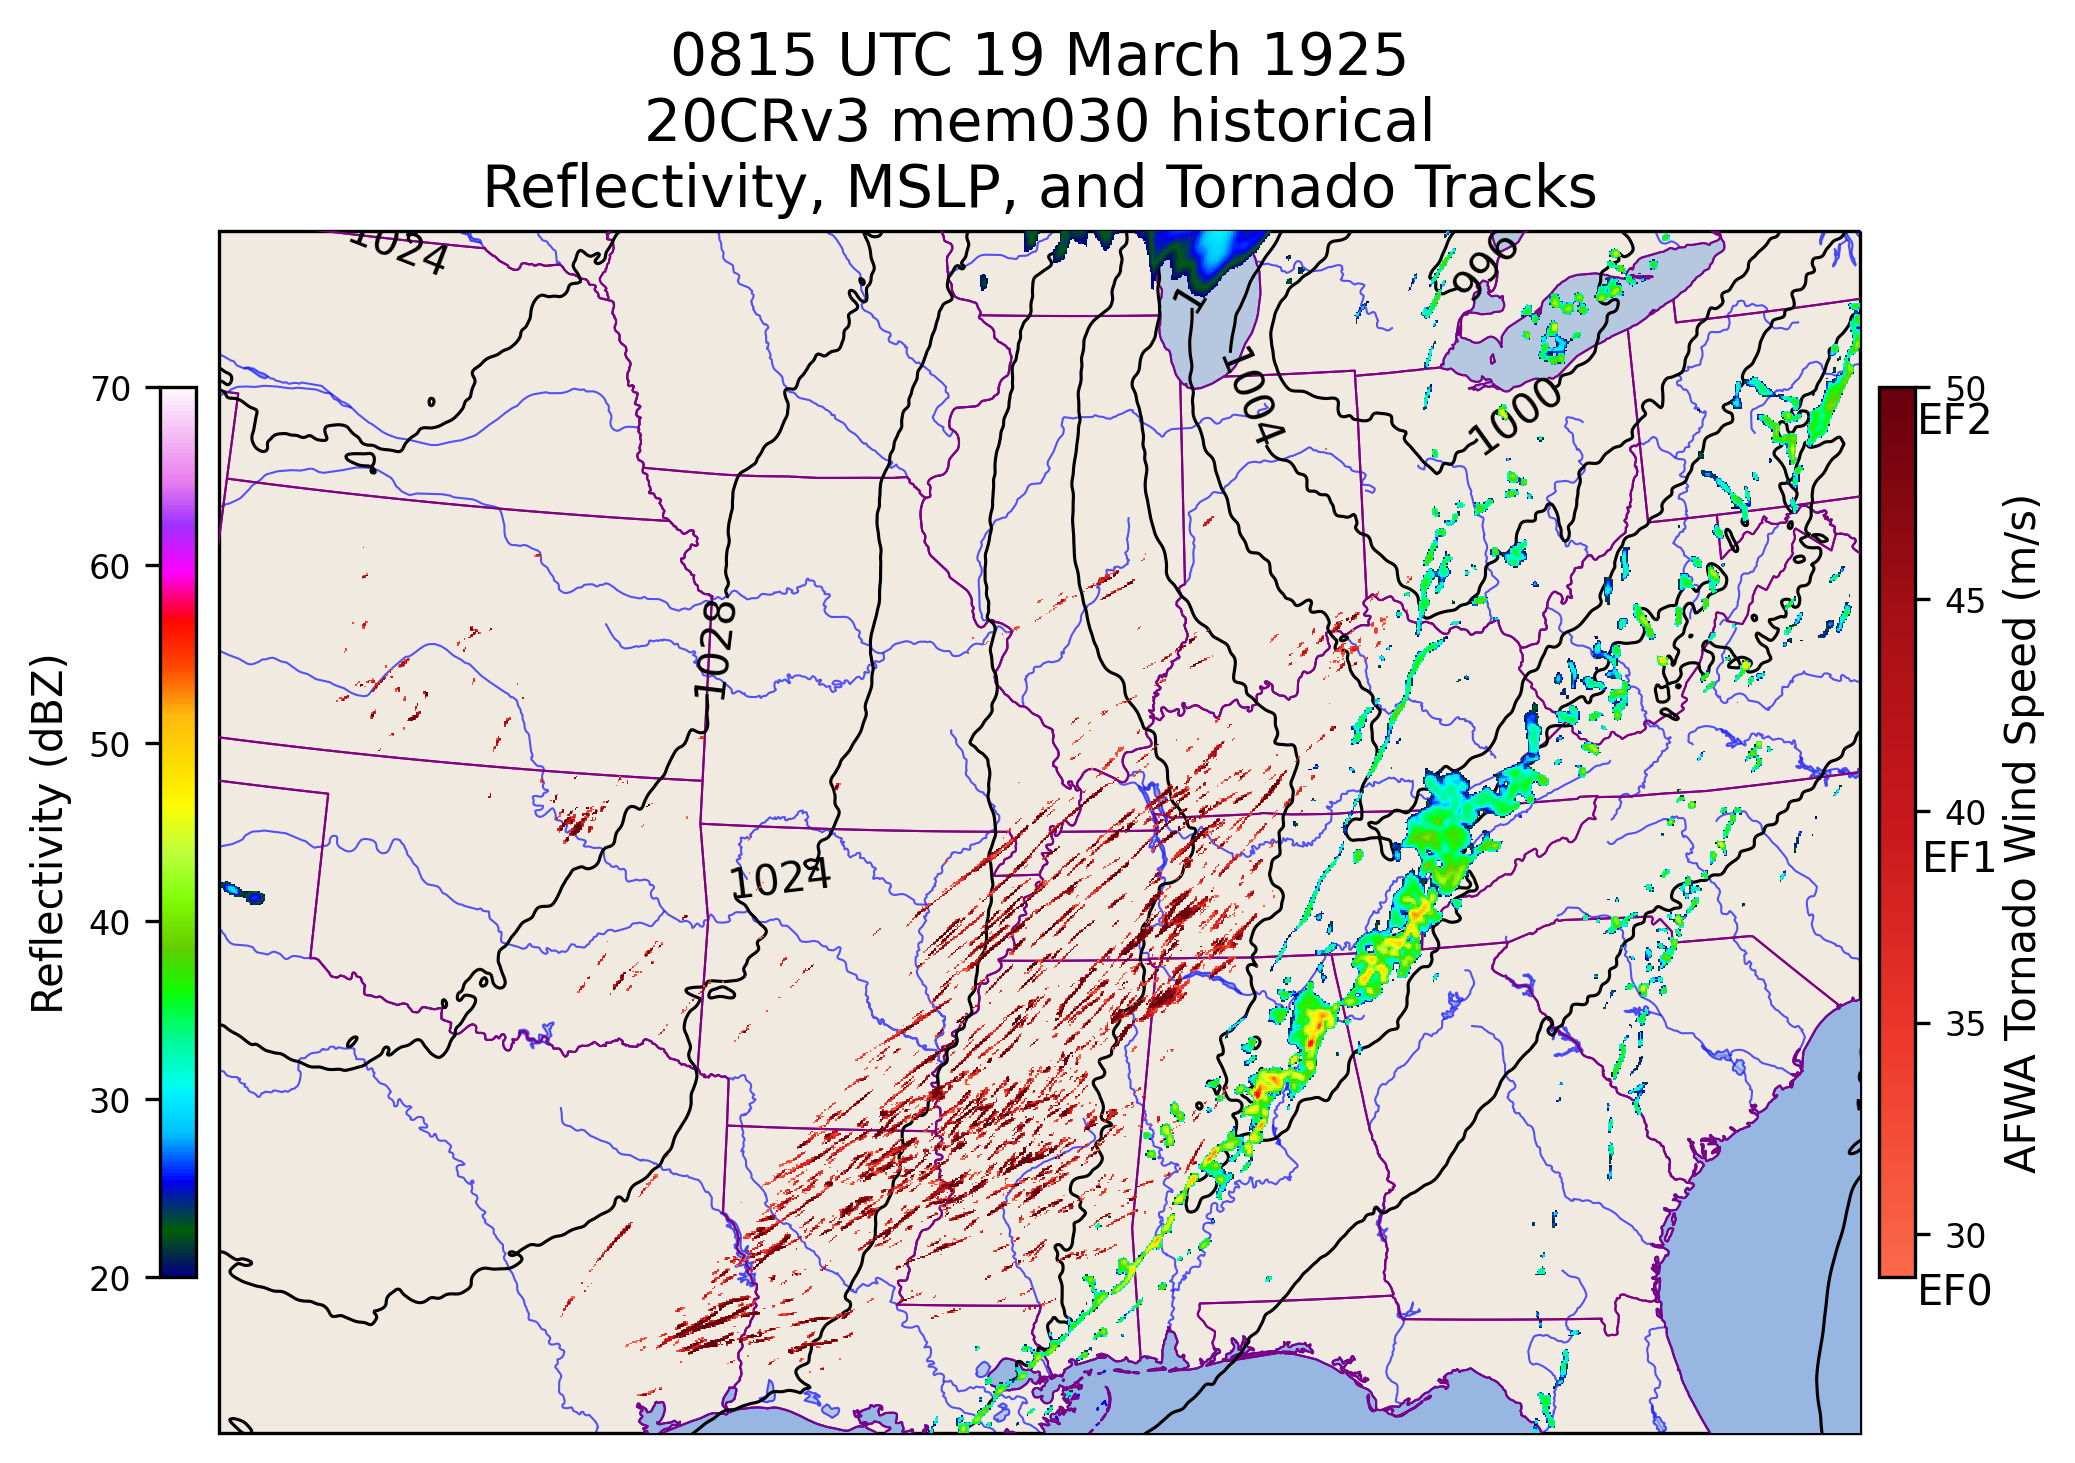 0815 UTC 19 March 1925
20CRv3 mem030 historical
Reflectivity, MSLP, and Tornado Tracks
1024
996
1
1004
1000
1028
1024
70
60
50
40
30
20
Reflectivity (dBZ)
50
EF2
45
40
EF1
35
30
EF0
AFWA Tornado Wind Speed (m/s)